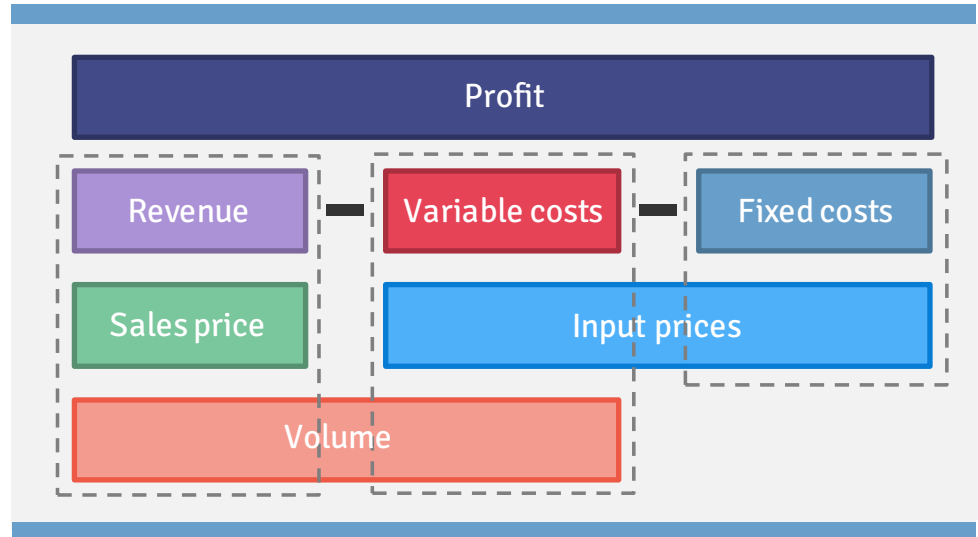 Profit
Revenue
Variable costs
Fixed costs
Sales price
Input prices
Volume